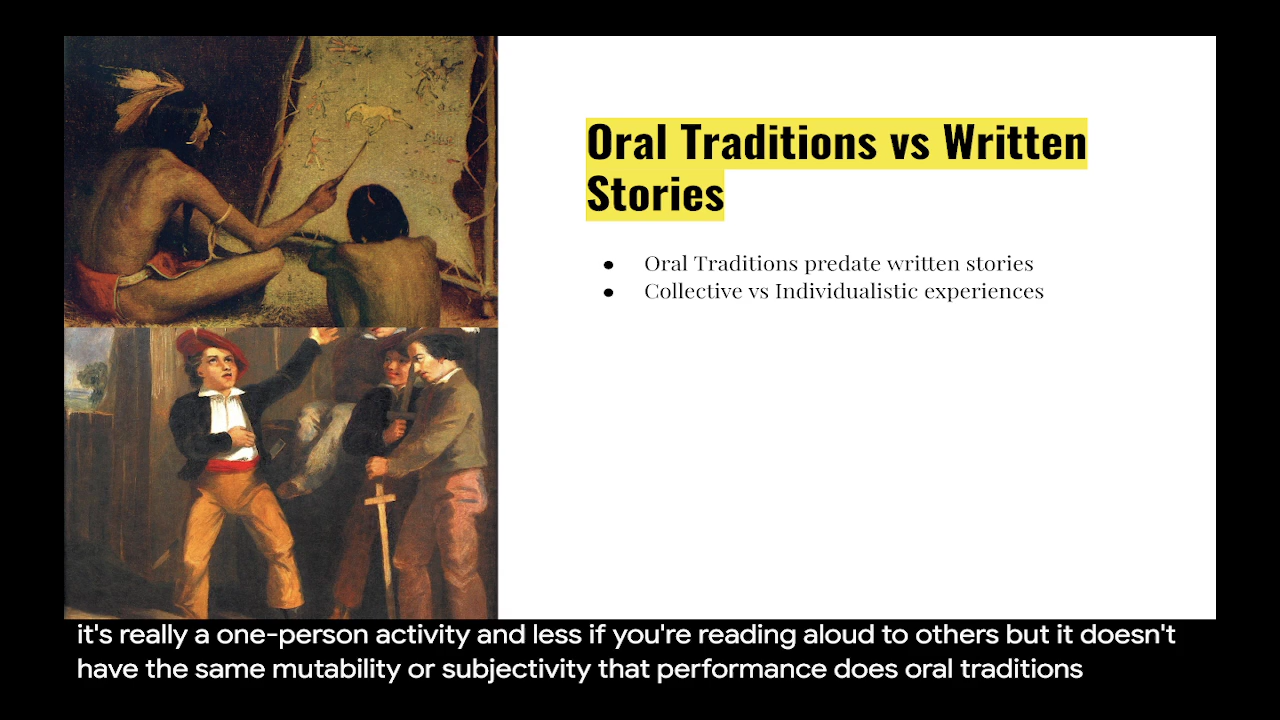 Oral Traditions vs Written
Stories
● Oral Traditions predate written stories
● Collective vs Individualistic experiences
it's really a one-person activity and less if you're reading aloud to others but it doesn't
have the same mutability or subjectivity that performance does oral traditions